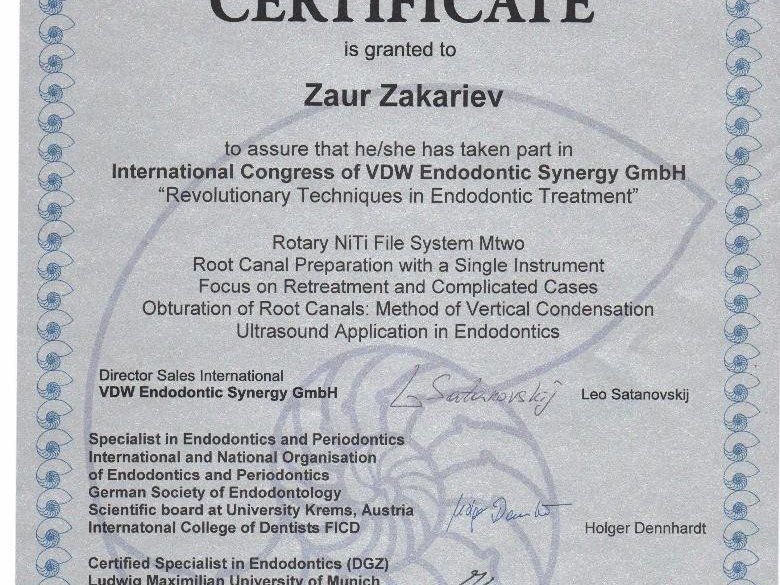 CERTIFICATE
is granted to
Zaur Zakariev
to assure that he/she has taken part in
International Congress of VDW Endodontic Synergy GmbH
“Revolutionary Techniques in Endodontic Treatment”
Rotary NiTi File System Mtwo
Root Canal Preparation with a Single Instrument
Focus on Retreatment and Complicated Cases
Obturation of Root Canals: Method of Vertical Condensation
Ultrasound Application in Endodontics
Director Sales International
VDW Endodontic Synergy GmbH
L Satanovskij
Leo Satanovskij
Specialist in Endodontics and Periodontics
International and National Organisation
of Endodontics and Periodontics
German Society of Endodontology
Scientific board at University Krems, Austria
Internatonal College of Dentists FICD
Holger Dennhardt
Certified Specialist in Endodontics (DGZ)
Ludwig Maximilian University of Munich